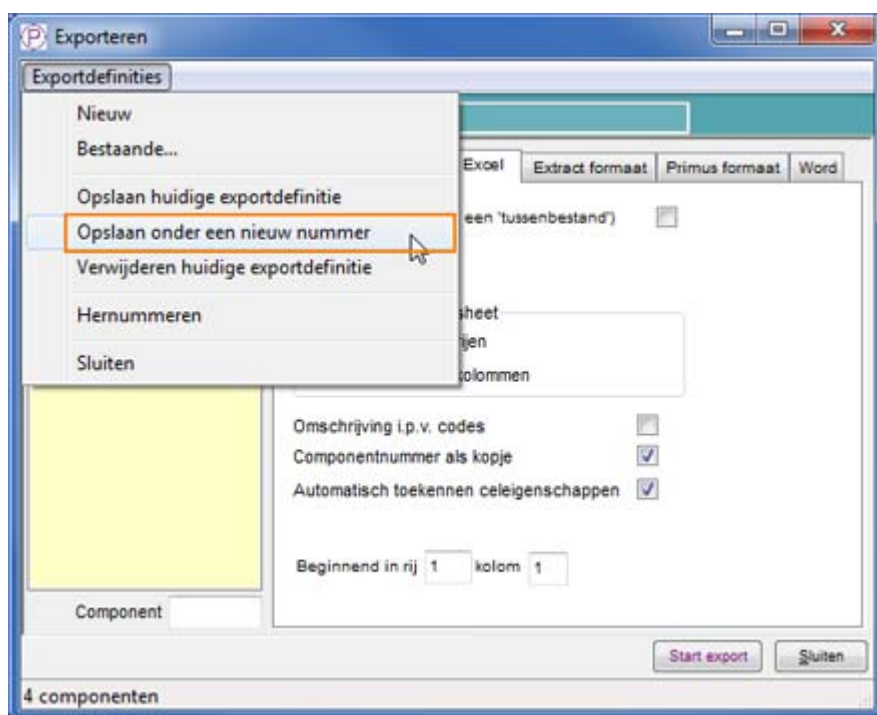 Exporteren
Exportdefinities
Nieuw
Bestaande...
Opslaan huidige exportdefinitie
Opslaan onder een nieuw nummer
Verwijderen huidige exportdefinitie
Hernummeren
Sluiten
Excel Extract formaat Primus formaat Word
een 'tussenbestand')
sheet
ijen
kolommen
Omschrijving i.p.v. codes
Componentnummer als kopje
Automatisch toekennen celeigenschappen
Beginnend in rij 1 kolom 1
Component
Start export Sluiten
4 componenten